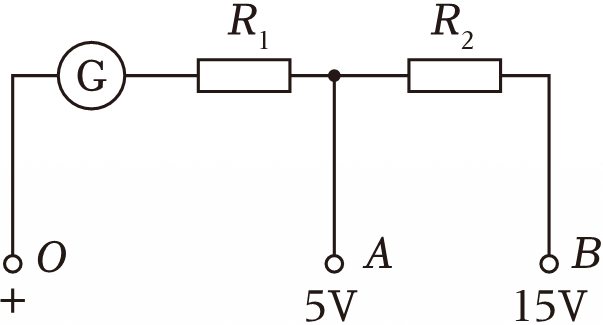 R₁ R₂
G
O A B
+ 5V 15V